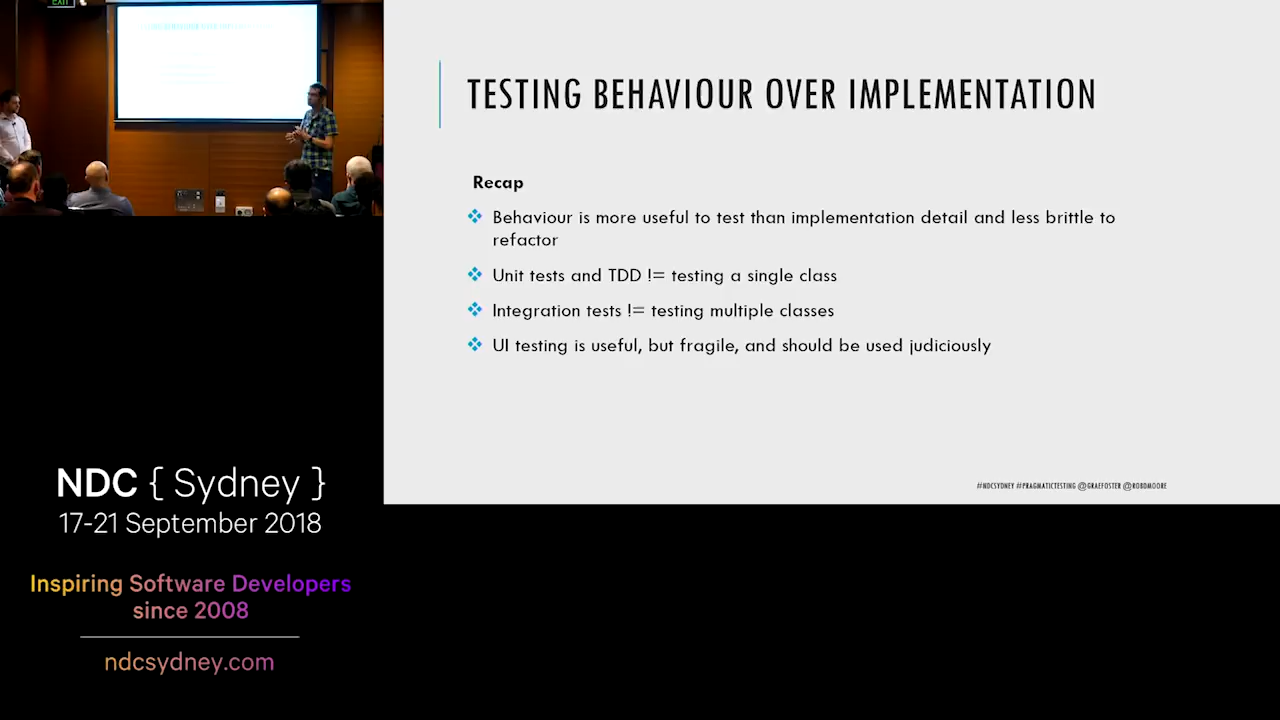 EXIT
TESTING BEHAVIOUR OVER IMPLEMENTATION
Recap
Behaviour is more useful to test than implementation detail and less brittle to
refactor
Unit tests and TDD != testing a single class
Integration tests != testing multiple classes
UI testing is useful, but fragile, and should be used judiciously
#NDCSYDNEY #PRAGMATICTESTING @GRAEFOSTER @ROBDMOORE
NDC { Sydney }
17-21 September 2018
Inspiring Software Developers
since 2008
ndcsydney.com